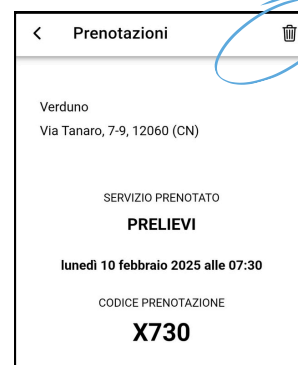 Prenotazioni
Verduno
Via Tanaro, 7-9, 12060 (CN)
SERVIZIO PRENOTATO
PRELIEVI
lunedì 10 febbraio 2025 alle 07:30
CODICE PRENOTAZIONE
X730